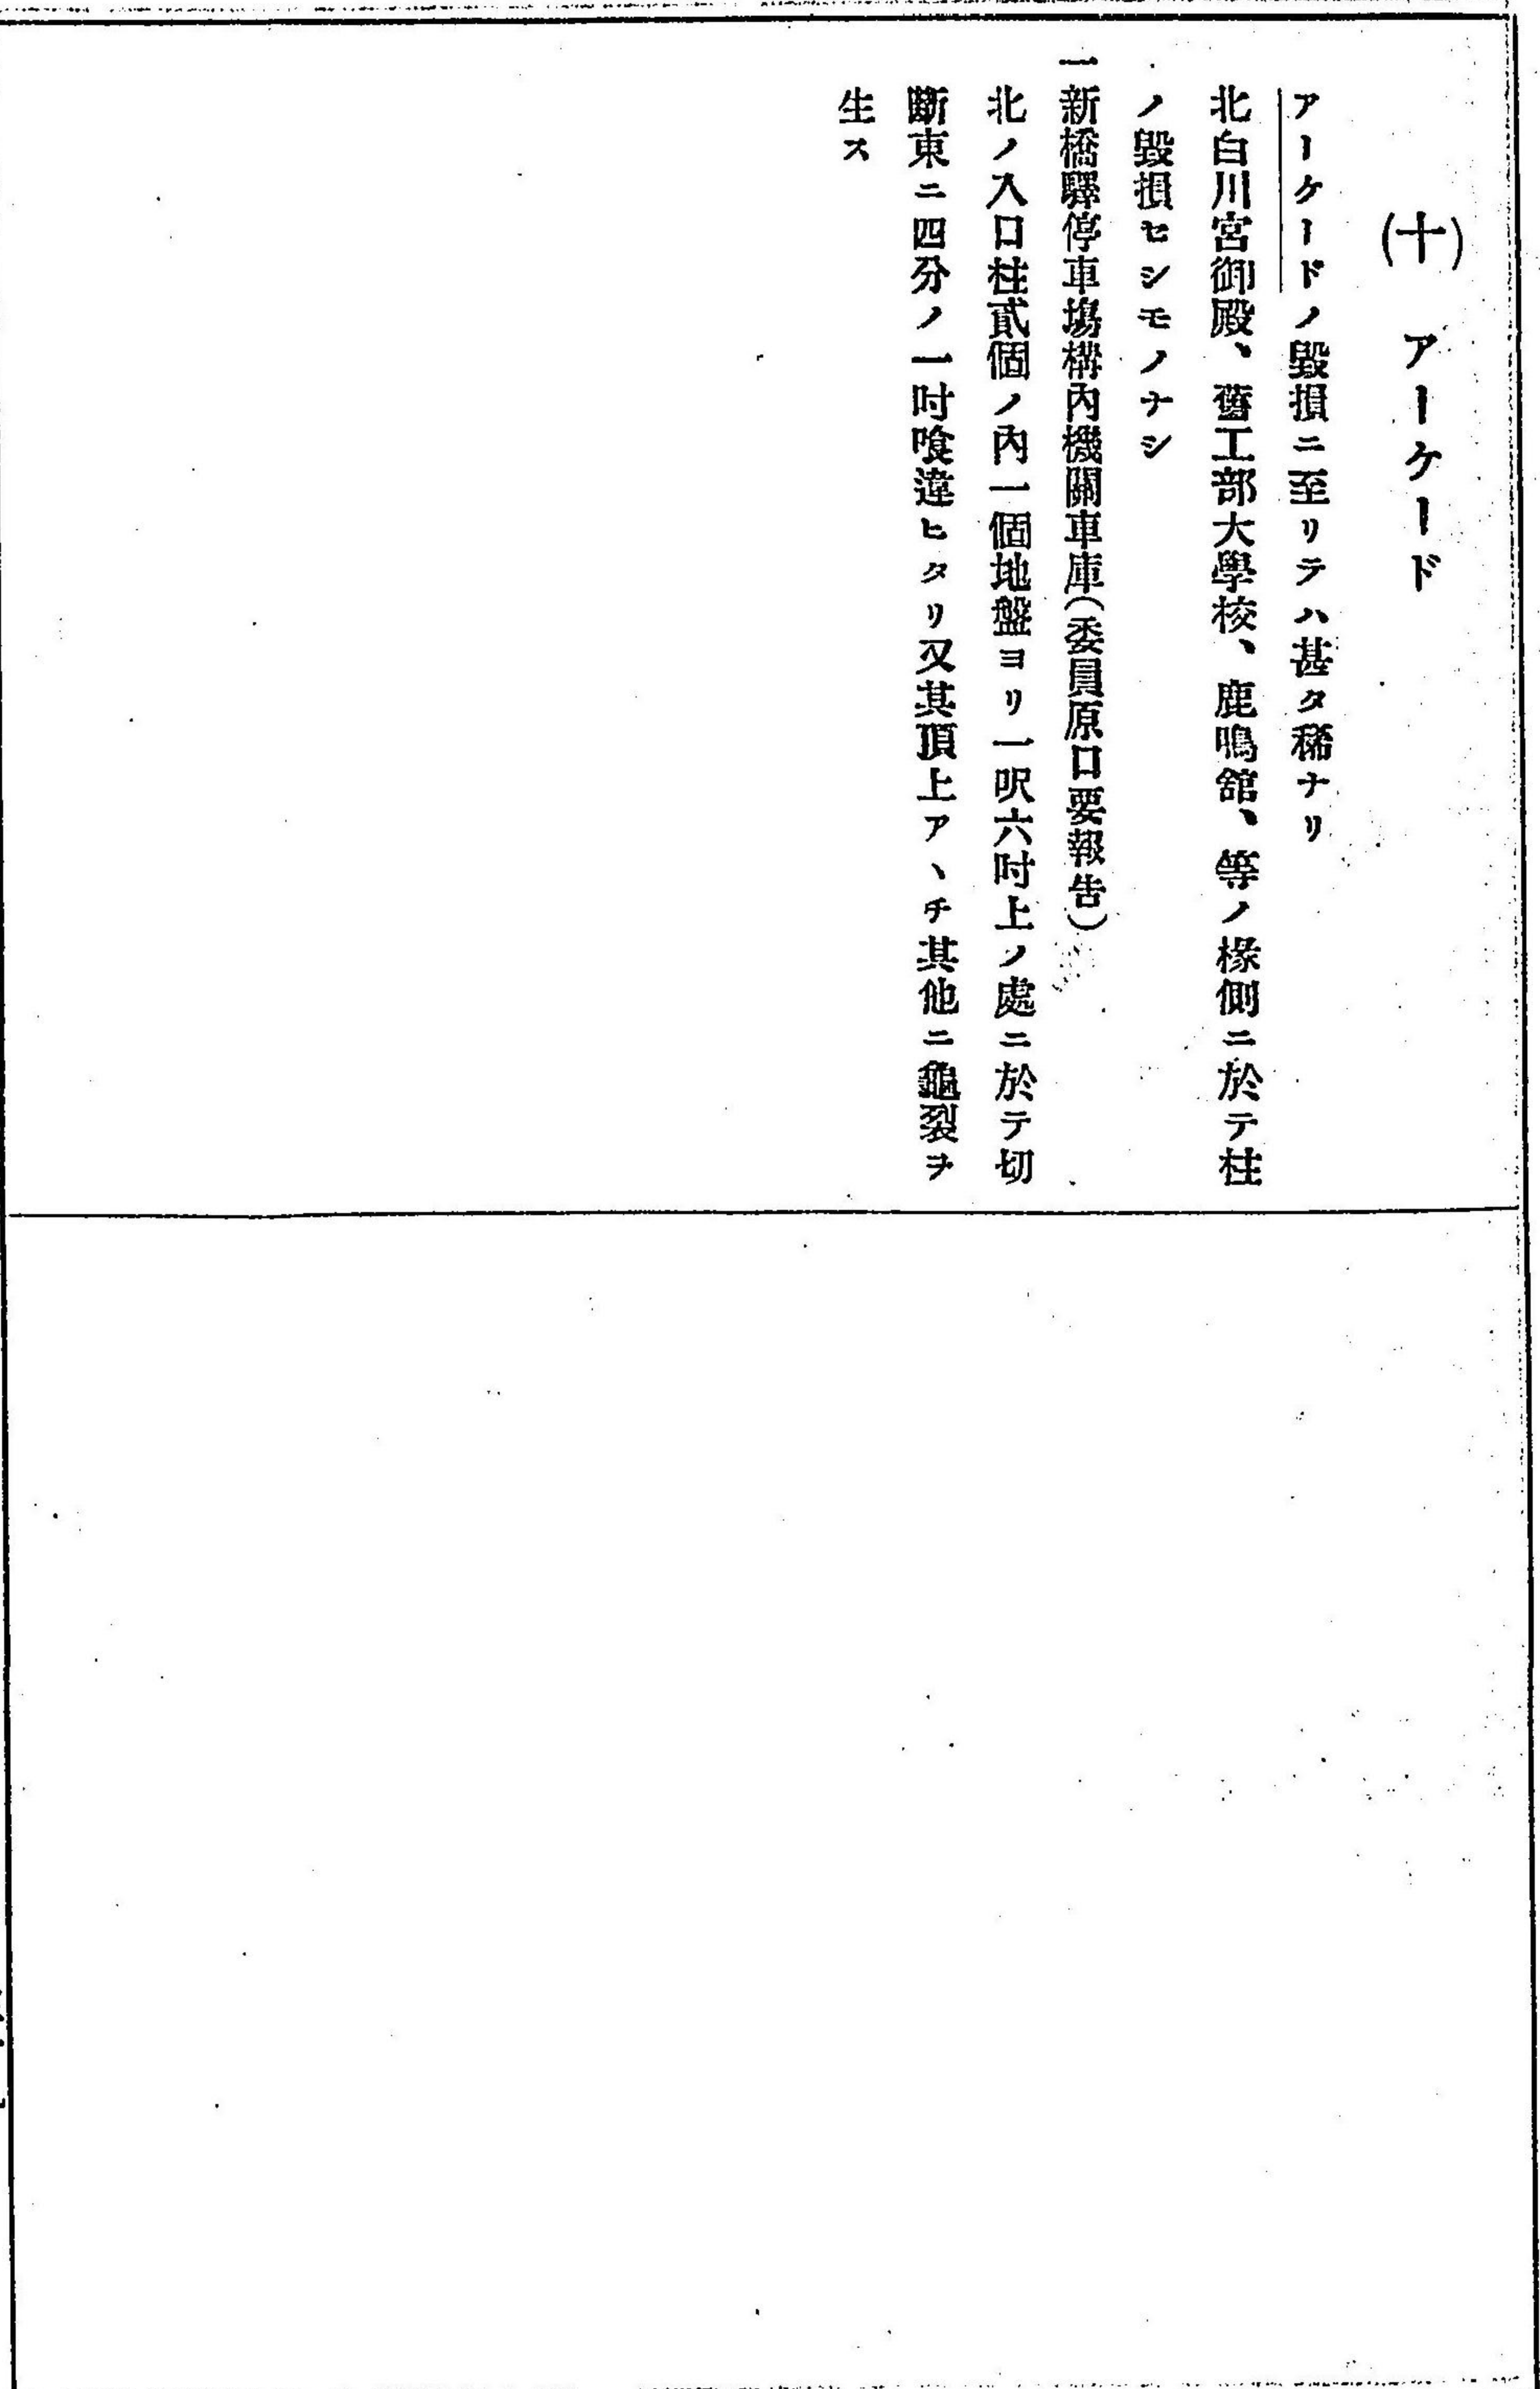 (十)　アーケード
アーケードノ毀損ニ至リテハ甚タ稀ナリ
北白川宮御殿、舊工部大學校、鹿鳴舘、等ノ椽側ニ於テ柱
ノ毀損セシモノナシ
一新橋驛停車塲構內機關車庫(委員原口要報告)
北ノ入口柱貳個ノ內一個地盤ヨリ一呎六吋上ノ處ニ於テ切
斷東ニ四分ノ一吋喰違ヒタリ又其頂上アヽチ其他ニ龜裂ヲ
生ス